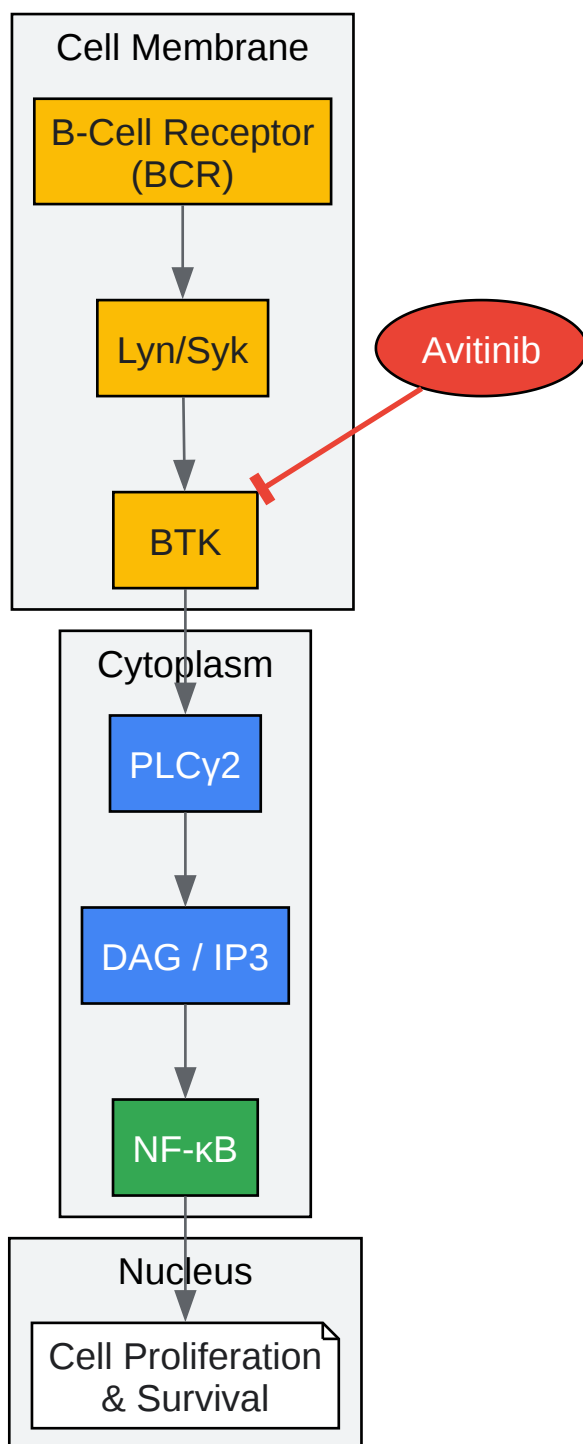 Cell Membrane
B-Cell Receptor
(BCR)
Lyn/Syk
Avitinib
BTK
Cytoplasm
PLCγ2
DAG / IP3
NF-κB
Nucleus
Cell Proliferation
& Survival